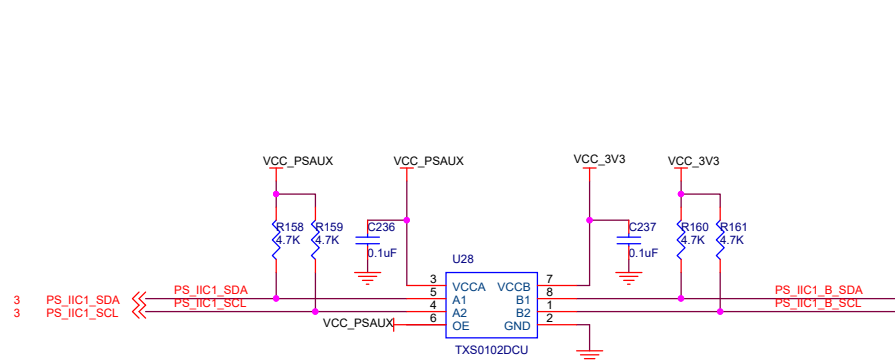 VCC_PSAUX
VCC_PSAUX
VCC_3V3
VCC_3V3
R158
4.7K
R159
4.7K
C236
0.1uF
C237
0.1uF
R160
4.7K
R161
4.7K
U28
3 VCCA VCCB 7
5 A1 B1 8
4 A2 B2 1
6 OE GND 2
TXS0102DCU
VCC_PSAUX
3 PS_IIC1_SDA PS_IIC1_SDA PS_IIC1_B_SDA
3 PS_IIC1_SCL PS_IIC1_SCL PS_IIC1_B_SCL